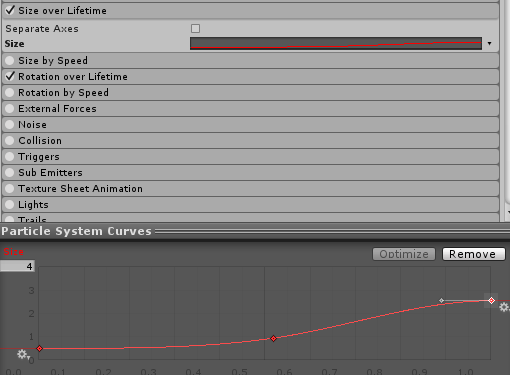 Size over Lifetime
Separate Axes
Size
Size by Speed
Rotation over Lifetime
Rotation by Speed
External Forces
Noise
Collision
Triggers
Sub Emitters
Texture Sheet Animation
Lights
Trails
Particle System Curves
Size
Optimize Remove
4
3
2
1
0
0.0 0.1 0.2 0.3 0.4 0.5 0.6 0.7 0.8 0.9 1.0